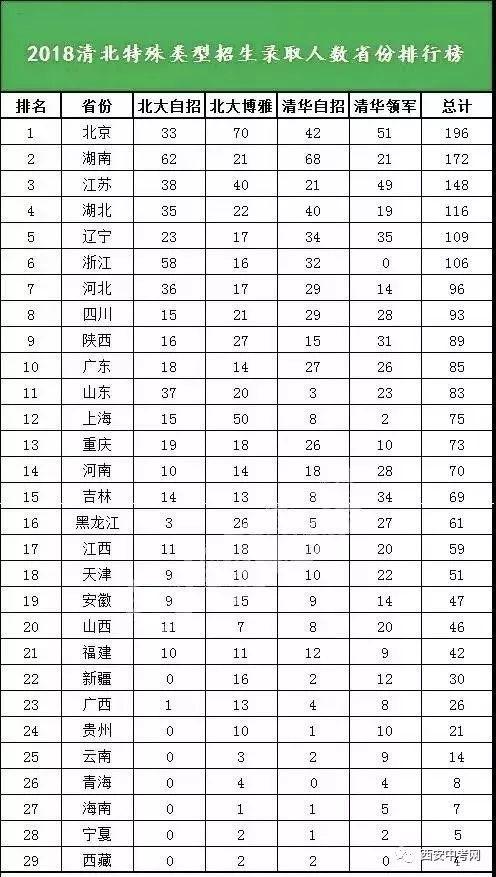 2018清北特殊类型招生录取人数省份排行榜
排名 省份 北大自招 北大博雅 清华自招 清华领军 总计
1 北京 33 70 42 51 196
2 湖南 62 21 68 21 172
3 江苏 38 40 21 49 148
4 湖北 35 22 40 19 116
5 辽宁 23 17 34 35 109
6 浙江 58 16 32 0 106
7 河北 36 17 29 14 96
8 四川 15 21 29 28 93
9 陕西 16 27 15 31 89
10 广东 18 14 27 26 85
11 山东 37 20 3 23 83
12 上海 15 50 8 2 75
13 重庆 19 18 26 10 73
14 河南 10 14 18 28 70
15 吉林 14 13 8 34 69
16 黑龙江 3 26 5 27 61
17 江西 11 18 10 20 59
18 天津 9 10 10 22 51
19 安徽 9 15 9 14 47
20 山西 11 7 8 20 46
21 福建 10 11 12 9 42
22 新疆 0 16 2 12 30
23 广西 1 13 4 8 26
24 贵州 0 10 1 10 21
25 云南 0 3 2 9 14
26 青海 0 4 0 4 8
27 海南 0 1 1 5 7
28 宁夏 0 2 1 2 5
29 西藏 0 2 2 0 4
西安中考网